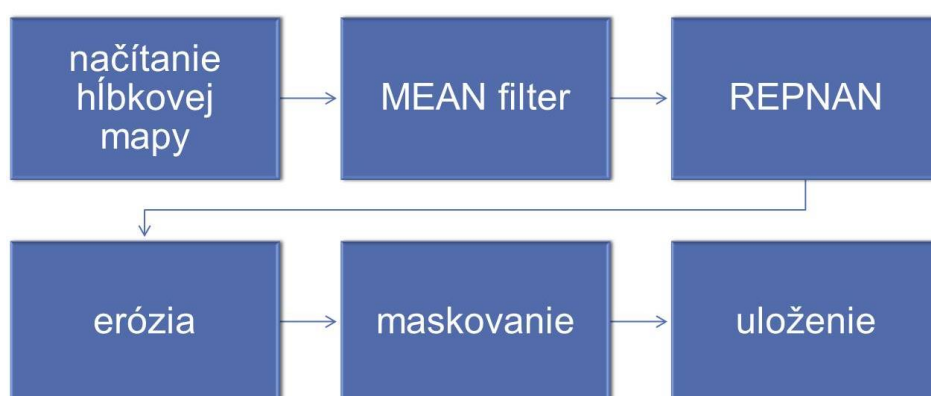 načítanie
hĺbkovej
mapy
MEAN filter
REPNAN
erózia
maskovanie
uloženie